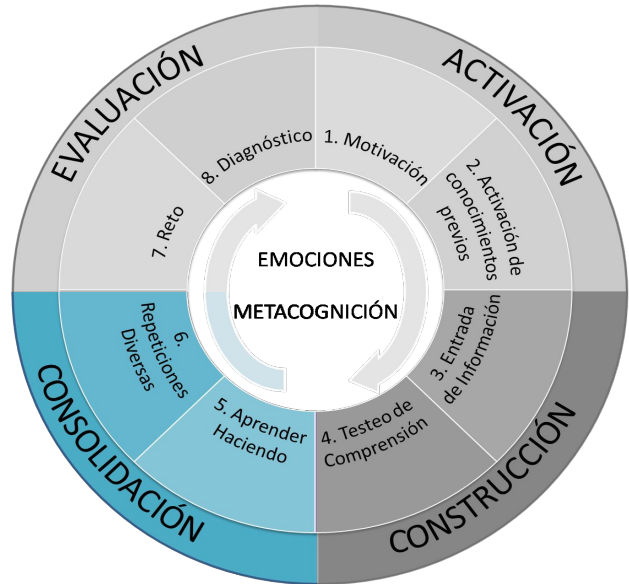 EVALUACIÓN
ACTIVACIÓN
8. Diagnóstico
1. Motivación
2. Activación de
conocimientos
previos
7. Reto
EMOCIONES
METACOGNICIÓN
6.
Repeticiones
Diversas
3. Entrada
de Información
5. Aprender
Haciendo
4. Testeo de
Comprensión
CONSOLIDACIÓN
CONSTRUCCIÓN